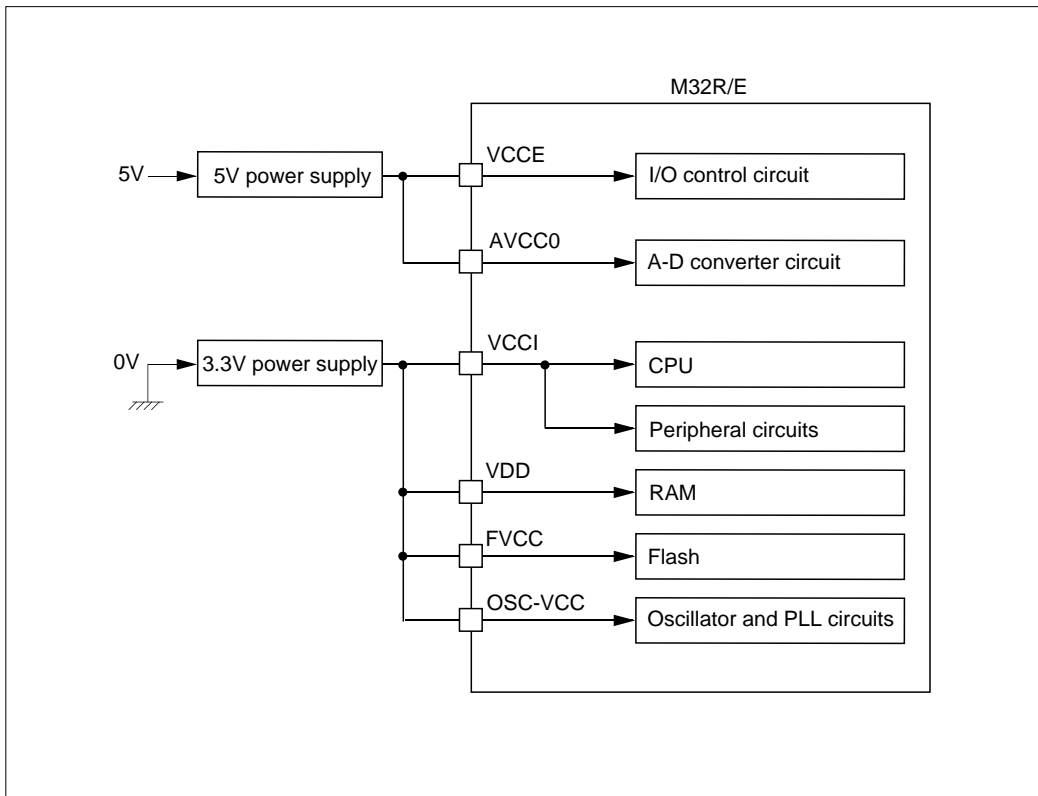 M32R/E
5V
5V power supply
VCCE
I/O control circuit
AVCC0
A-D converter circuit
0V
3.3V power supply
VCCI
CPU
Peripheral circuits
VDD
RAM
FVCC
Flash
OSC-VCC
Oscillator and PLL circuits